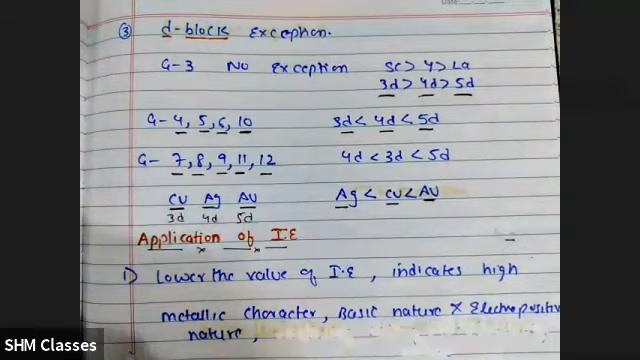 Date:
③ d-block Exception.
G-3 No Exception Sc > Y > La
3d > 4d > 5d
G- 4, 5, 6, 10 3d < 4d < 5d
G- 7, 8, 9, 11, 12 4d < 3d < 5d
Cu Ag Au Ag < Cu < Au
3d 4d 5d
Application of I.E
1) Lower the value of I.E, indicates high
metallic character, Basic nature × Electropositive
nature,
SHM Classes